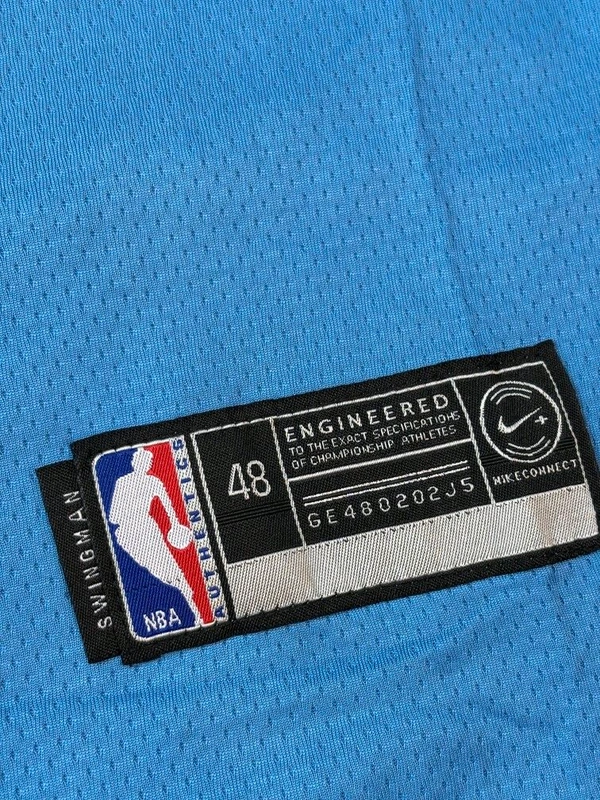 SWINGMAN
NBA
AUTHENTICS
48
ENGINEERED
TO THE EXACT SPECIFICATIONS
OF CHAMPIONSHIP ATHLETES
GE480202J5
NIKECONNECT